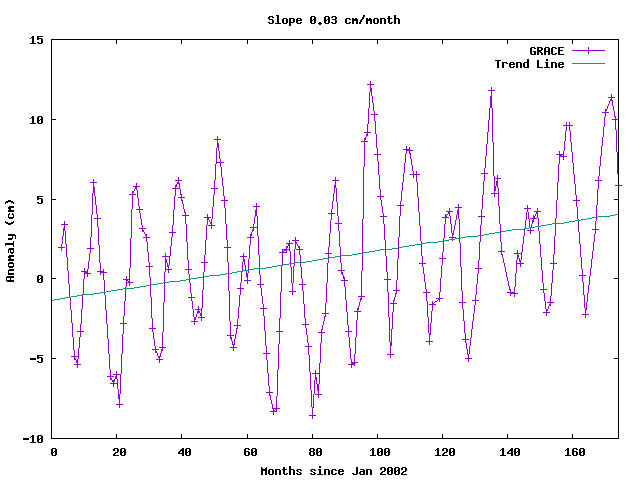 Slope 0.03 cm/month
15
GRACE
Trend Line
10
5
Anomaly (cm)
0
-5
-10
0 20 40 60 80 100 120 140 160
Months since Jan 2002